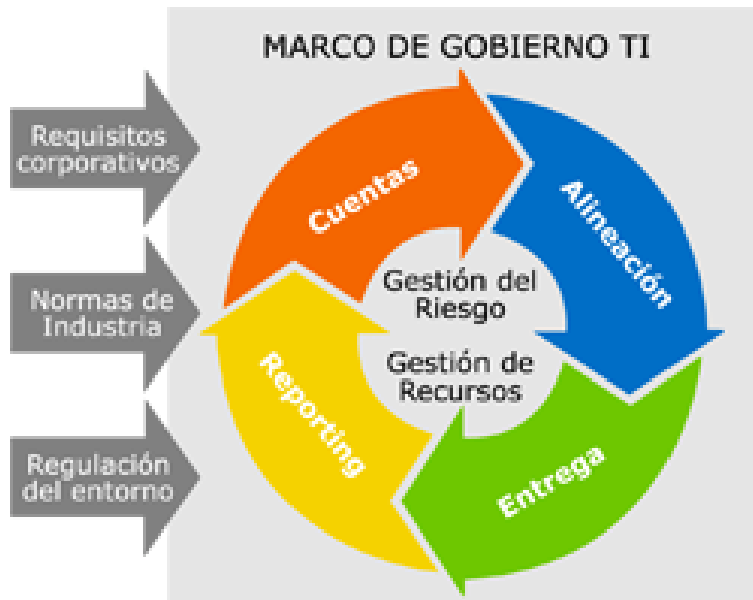 MARCO DE GOBIERNO TI
Requisitos
corporativos
Normas de
Industria
Regulación
del entorno
Cuentas
Alineación
Gestión del
Riesgo
Gestión de
Recursos
Reporting
Entrega